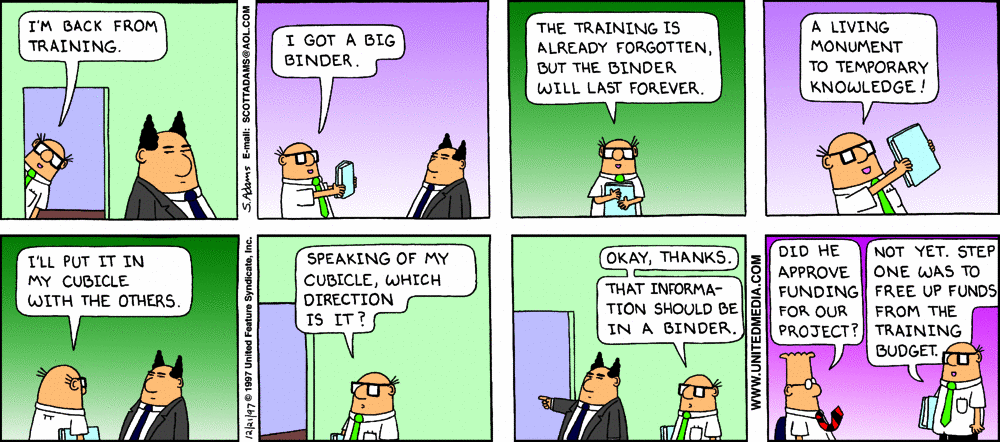 I'M BACK FROM
TRAINING.
S. Adams E-mail: SCOTTADAMS@AOL.COM
I GOT A BIG
BINDER.
THE TRAINING IS
ALREADY FORGOTTEN,
BUT THE BINDER
WILL LAST FOREVER.
A LIVING
MONUMENT
TO TEMPORARY
KNOWLEDGE!
I'LL PUT IT IN
MY CUBICLE
WITH THE OTHERS.
12/21/97 © 1997 United Feature Syndicate, Inc.
SPEAKING OF MY
CUBICLE, WHICH
DIRECTION
IS IT?
OKAY, THANKS.
THAT INFORMA-
TION SHOULD BE
IN A BINDER.
WWW.UNITEDMEDIA.COM
DID HE
APPROVE
FUNDING
FOR OUR
PROJECT?
NOT YET. STEP
ONE WAS TO
FREE UP FUNDS
FROM THE
TRAINING
BUDGET.